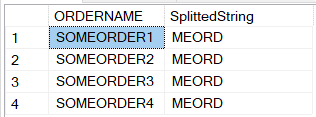 ORDERNAME SplittedString
1 SOMEORDER1 MEORD
2 SOMEORDER2 MEORD
3 SOMEORDER3 MEORD
4 SOMEORDER4 MEORD